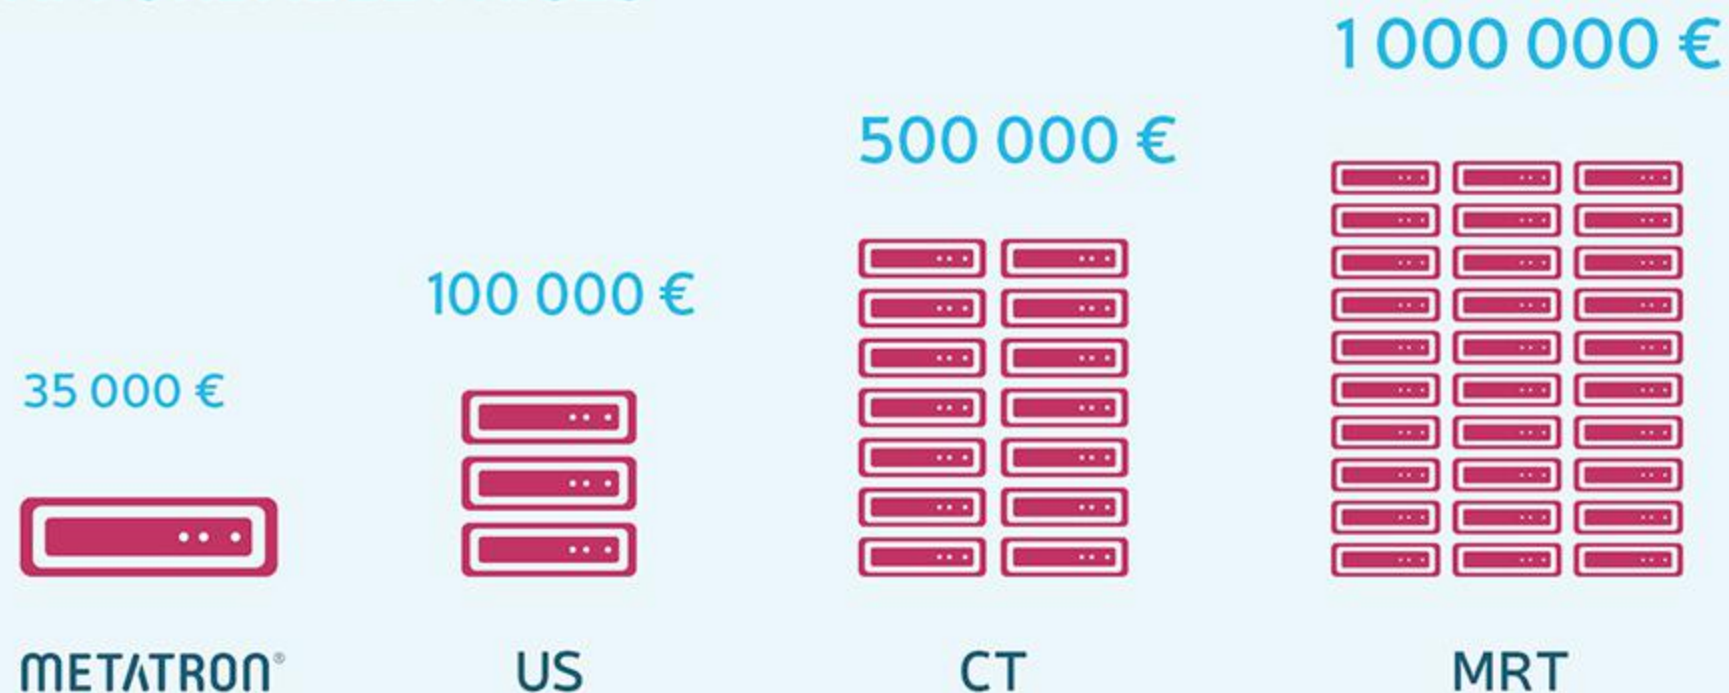 1 000 000 €
500 000 €
100 000 €
35 000 €
METATRON®
US
CT
MRT